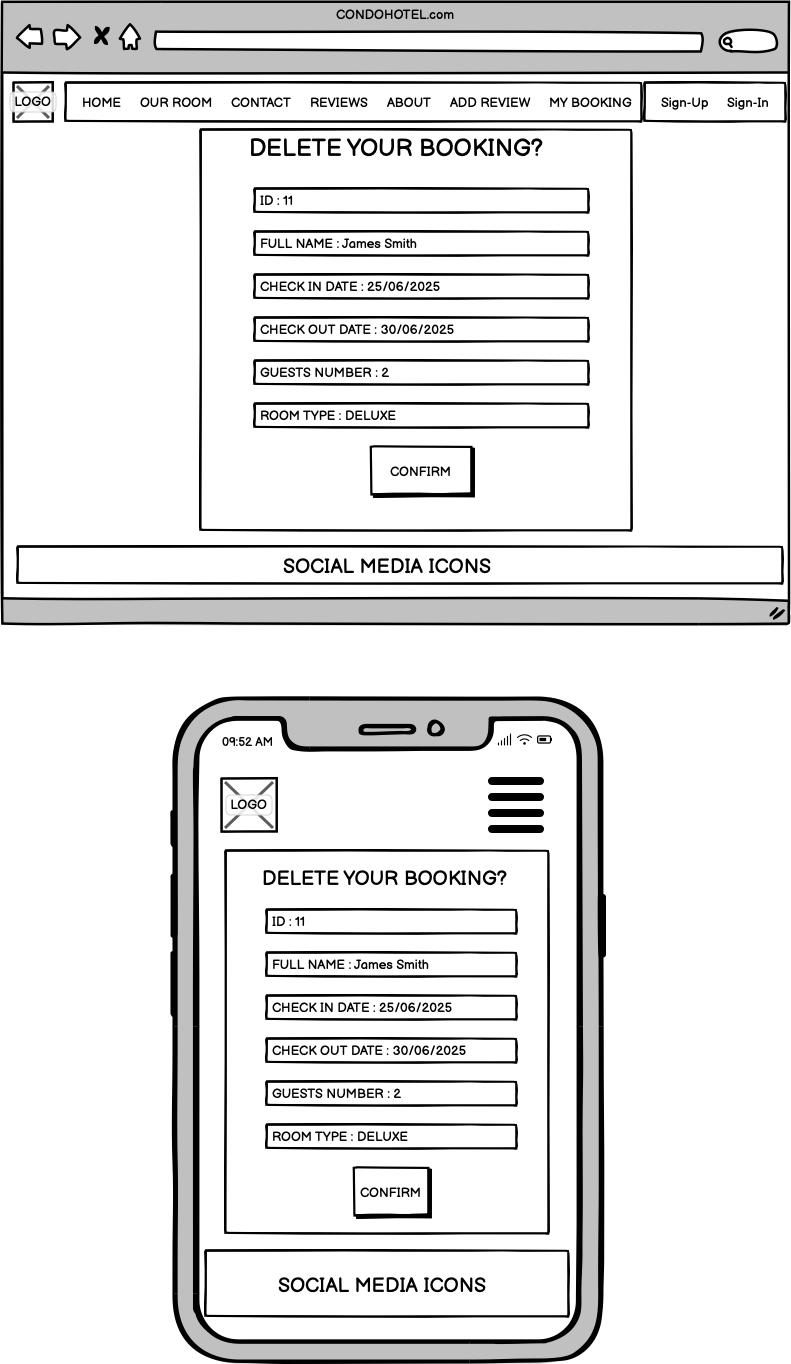 CONDOHOTEL.com
LOGO HOME OUR ROOM CONTACT REVIEWS ABOUT ADD REVIEW MY BOOKING Sign-Up Sign-In
DELETE YOUR BOOKING?
ID : 11
FULL NAME : James Smith
CHECK IN DATE : 25/06/2025
CHECK OUT DATE : 30/06/2025
GUESTS NUMBER : 2
ROOM TYPE : DELUXE
CONFIRM
SOCIAL MEDIA ICONS
09:52 AM
LOGO
DELETE YOUR BOOKING?
ID : 11
FULL NAME : James Smith
CHECK IN DATE : 25/06/2025
CHECK OUT DATE : 30/06/2025
GUESTS NUMBER : 2
ROOM TYPE : DELUXE
CONFIRM
SOCIAL MEDIA ICONS